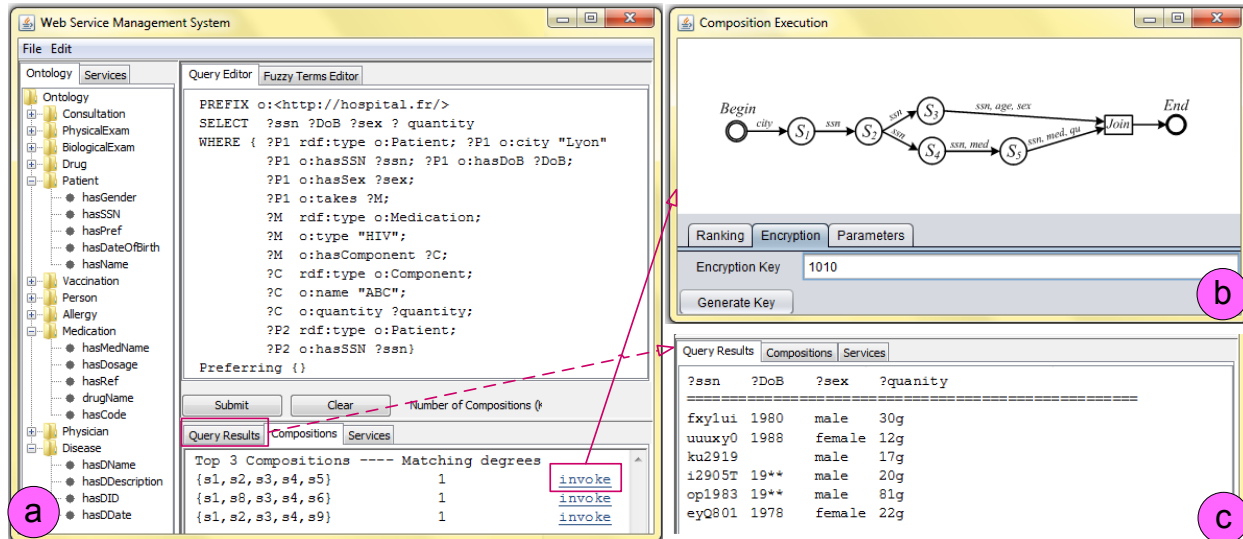 Web Service Management System
File Edit
Ontology Services
Ontology
Consultation
PhysicalExam
BiologicalExam
Drug
Patient
hasGender
hasSSN
hasPref
hasDateOfBirth
hasName
Vaccination
Person
Allergy
Medication
hasMedName
hasDosage
hasRef
drugName
hasCode
Physician
Disease
hasDName
hasDDescription
hasDID
hasDDate
a
Query Editor Fuzzy Terms Editor
PREFIX o:<http://hospital.fr/>
SELECT ?ssn ?DoB ?sex ? quantity
WHERE { ?P1 rdf:type o:Patient; ?P1 o:city "Lyon"
?P1 o:hasSSN ?ssn; ?P1 o:hasDoB ?DoB;
?P1 o:hasSex ?sex;
?P1 o:takes ?M;
?M rdf:type o:Medication;
?M o:type "HIV";
?M o:hasComponent ?C;
?C rdf:type o:Component;
?C o:name "ABC";
?C o:quantity ?quantity;
?P2 rdf:type o:Patient;
?P2 o:hasSSN ?ssn}
Preferring {}
Submit Clear Number of Compositions (K
Query Results Compositions Services
Top 3 Compositions ---- Matching degrees
{s1,s2,s3,s4,s5} 1 invoke
{s1,s8,s3,s4,s6} 1 invoke
{s1,s2,s3,s4,s9} 1 invoke
Composition Execution
Begin
city
S1
ssn
S2
ssn
S3
ssn, age, sex
ssn
S4
ssn, med
S5
ssn, med, qu
Join
End
Ranking Encryption Parameters
Encryption Key 1010
Generate Key
b
Query Results Compositions Services
?ssn ?DoB ?sex ?quanity
==================================================
fxy1ui 1980 male 30g
uuuxy0 1988 female 12g
ku2919 male 17g
i2905T 19** male 20g
op1983 19** male 81g
eyQ801 1978 female 22g
c